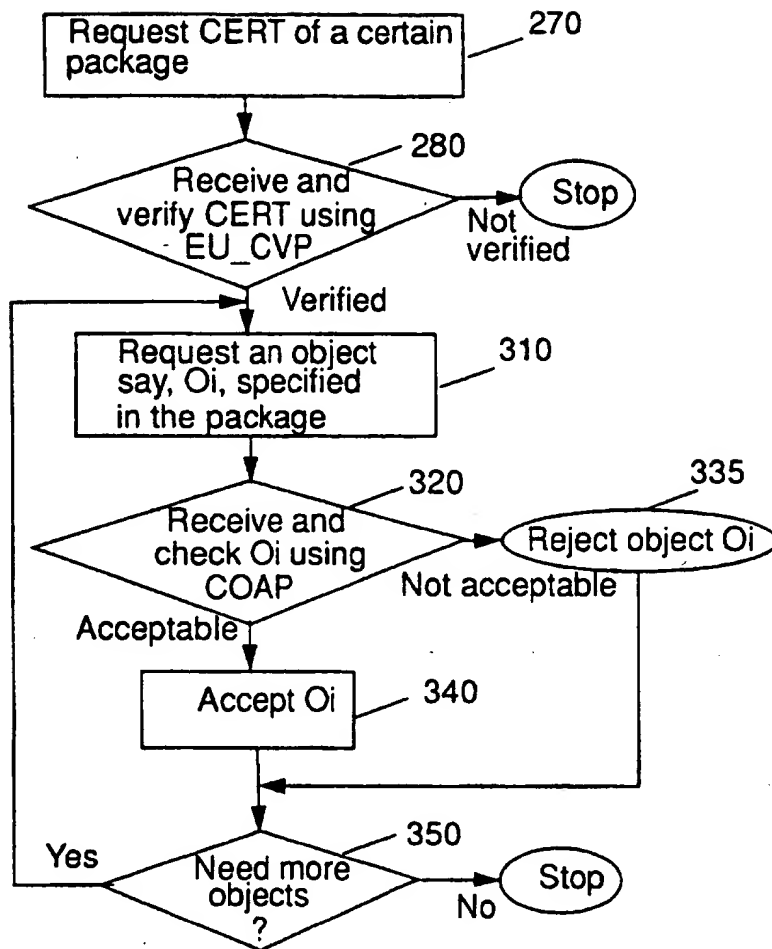 Request CERT of a certain
package
270
280
Receive and
verify CERT using
EU_CVP
Stop
Not
verified
Verified
Request an object
say, Oi, specified
in the package
310
320
335
Receive and
check Oi using
COAP
Reject object Oi
Not acceptable
Acceptable
Accept Oi
340
350
Yes
Need more
objects
?
Stop
No